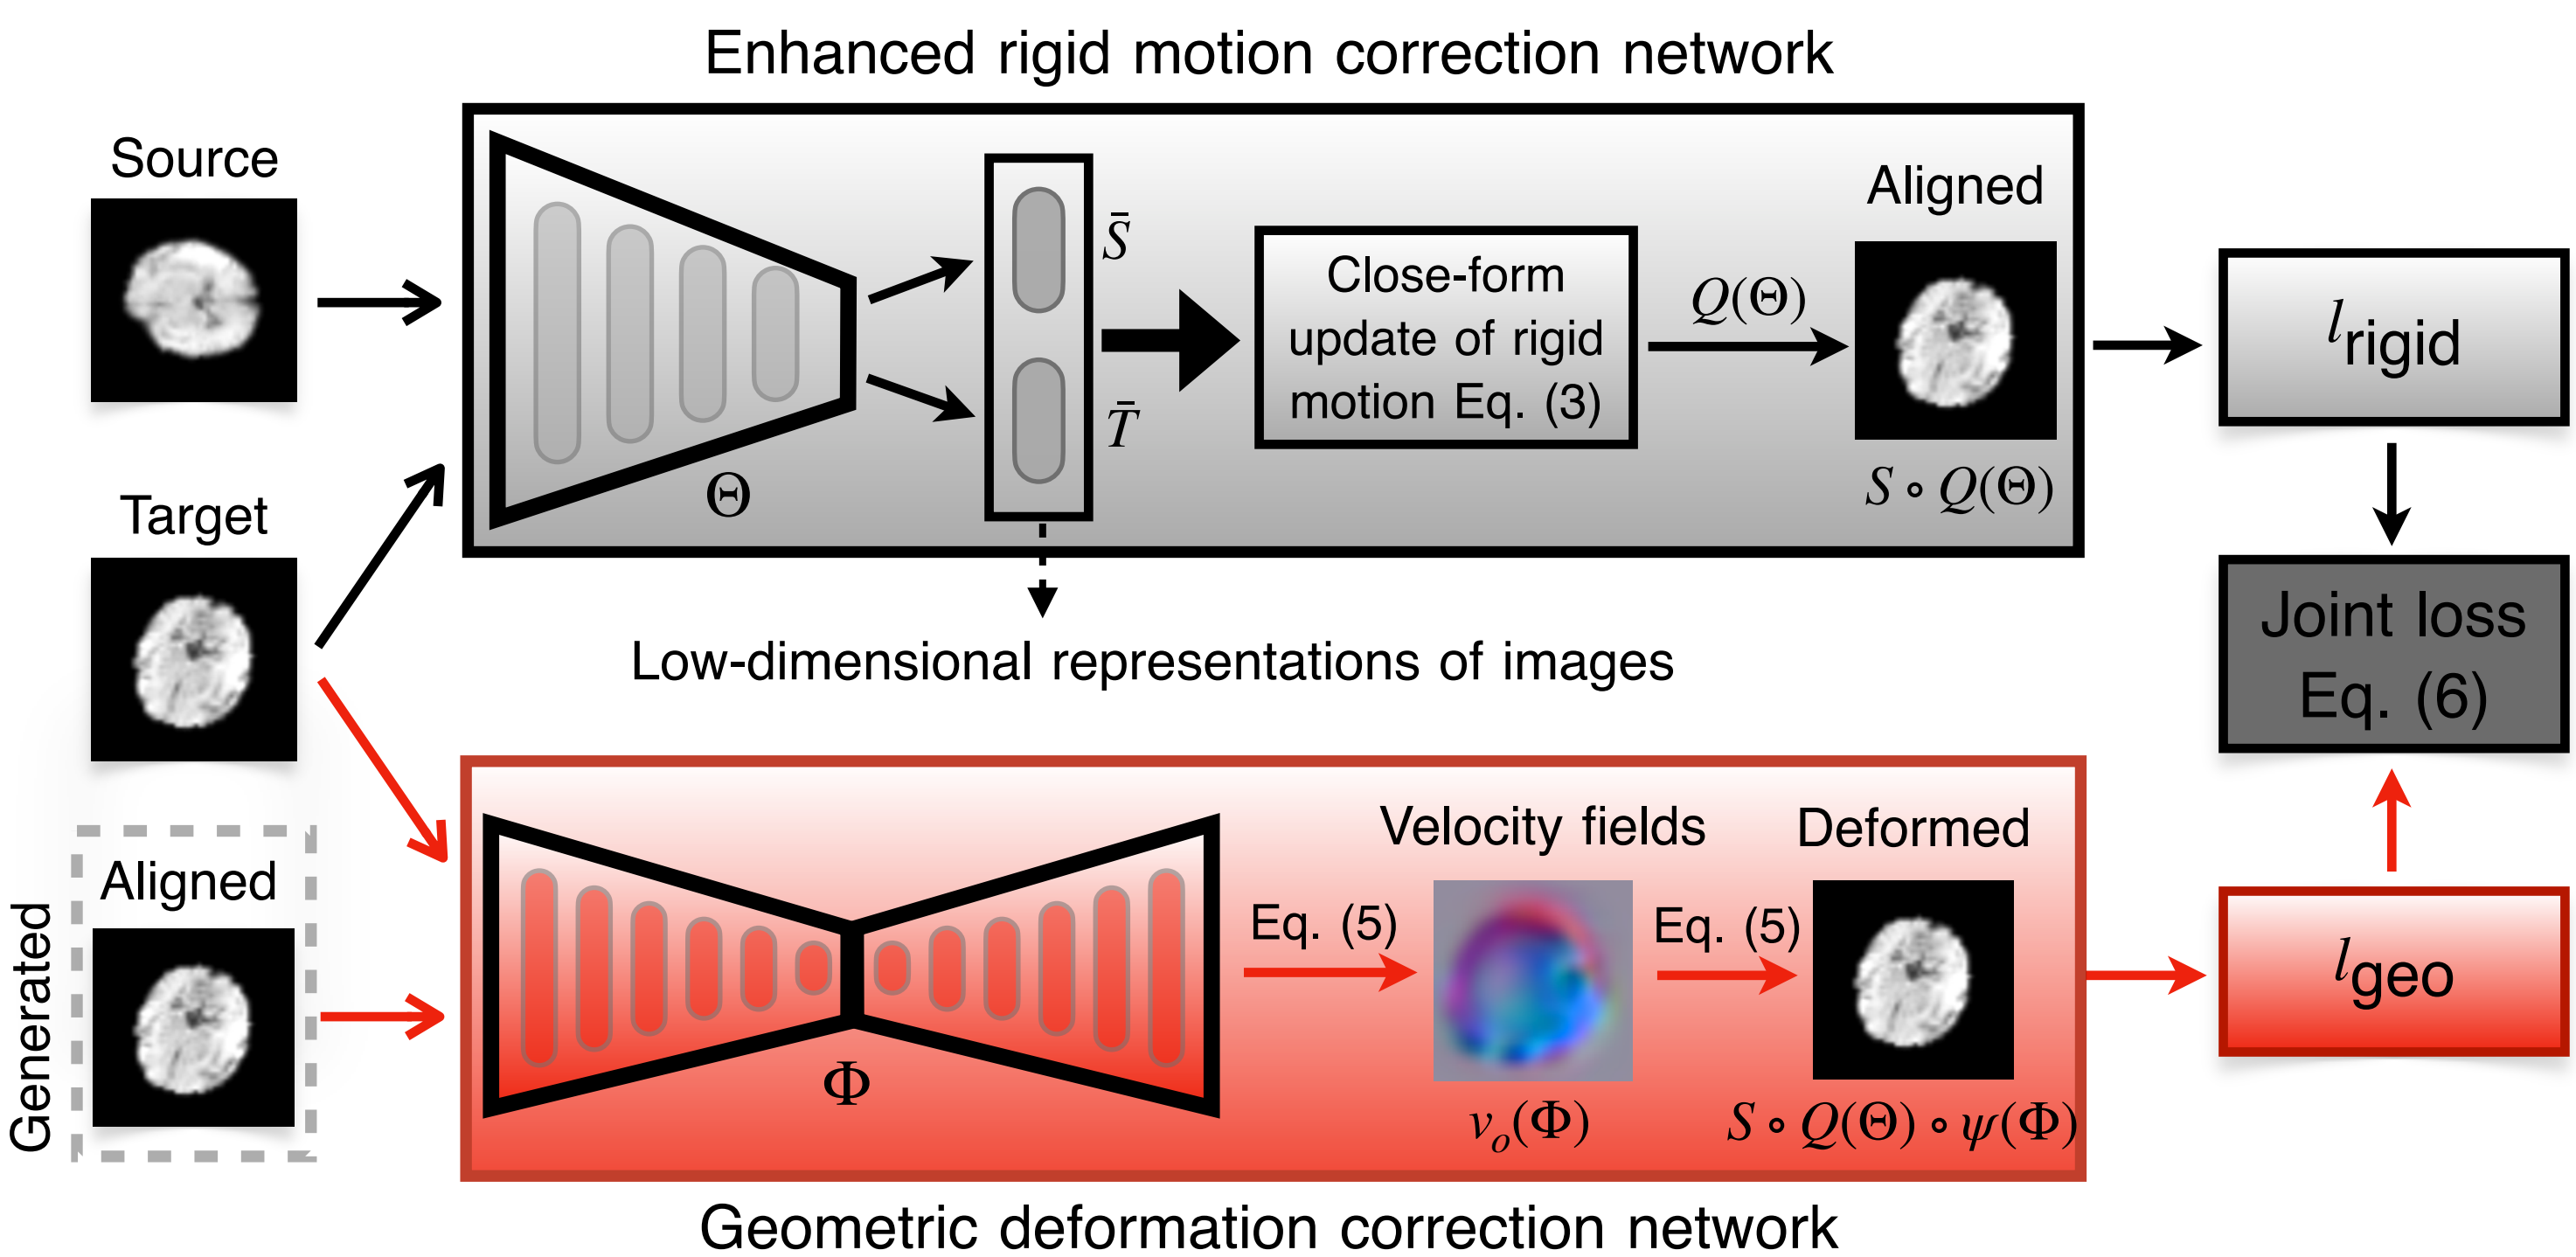 Enhanced rigid motion correction network
Source
Target
Generated
Aligned
Θ
S̄
T̄
Close-form
update of rigid
motion Eq. (3)
Q(Θ)
Aligned
S∘Q(Θ)
Low-dimensional representations of images
l rigid
Joint loss
Eq. (6)
l geo
Φ
Eq. (5)
Velocity fields
v_o(Φ)
Eq. (5)
Deformed
S∘Q(Θ)∘ψ(Φ)
Geometric deformation correction network